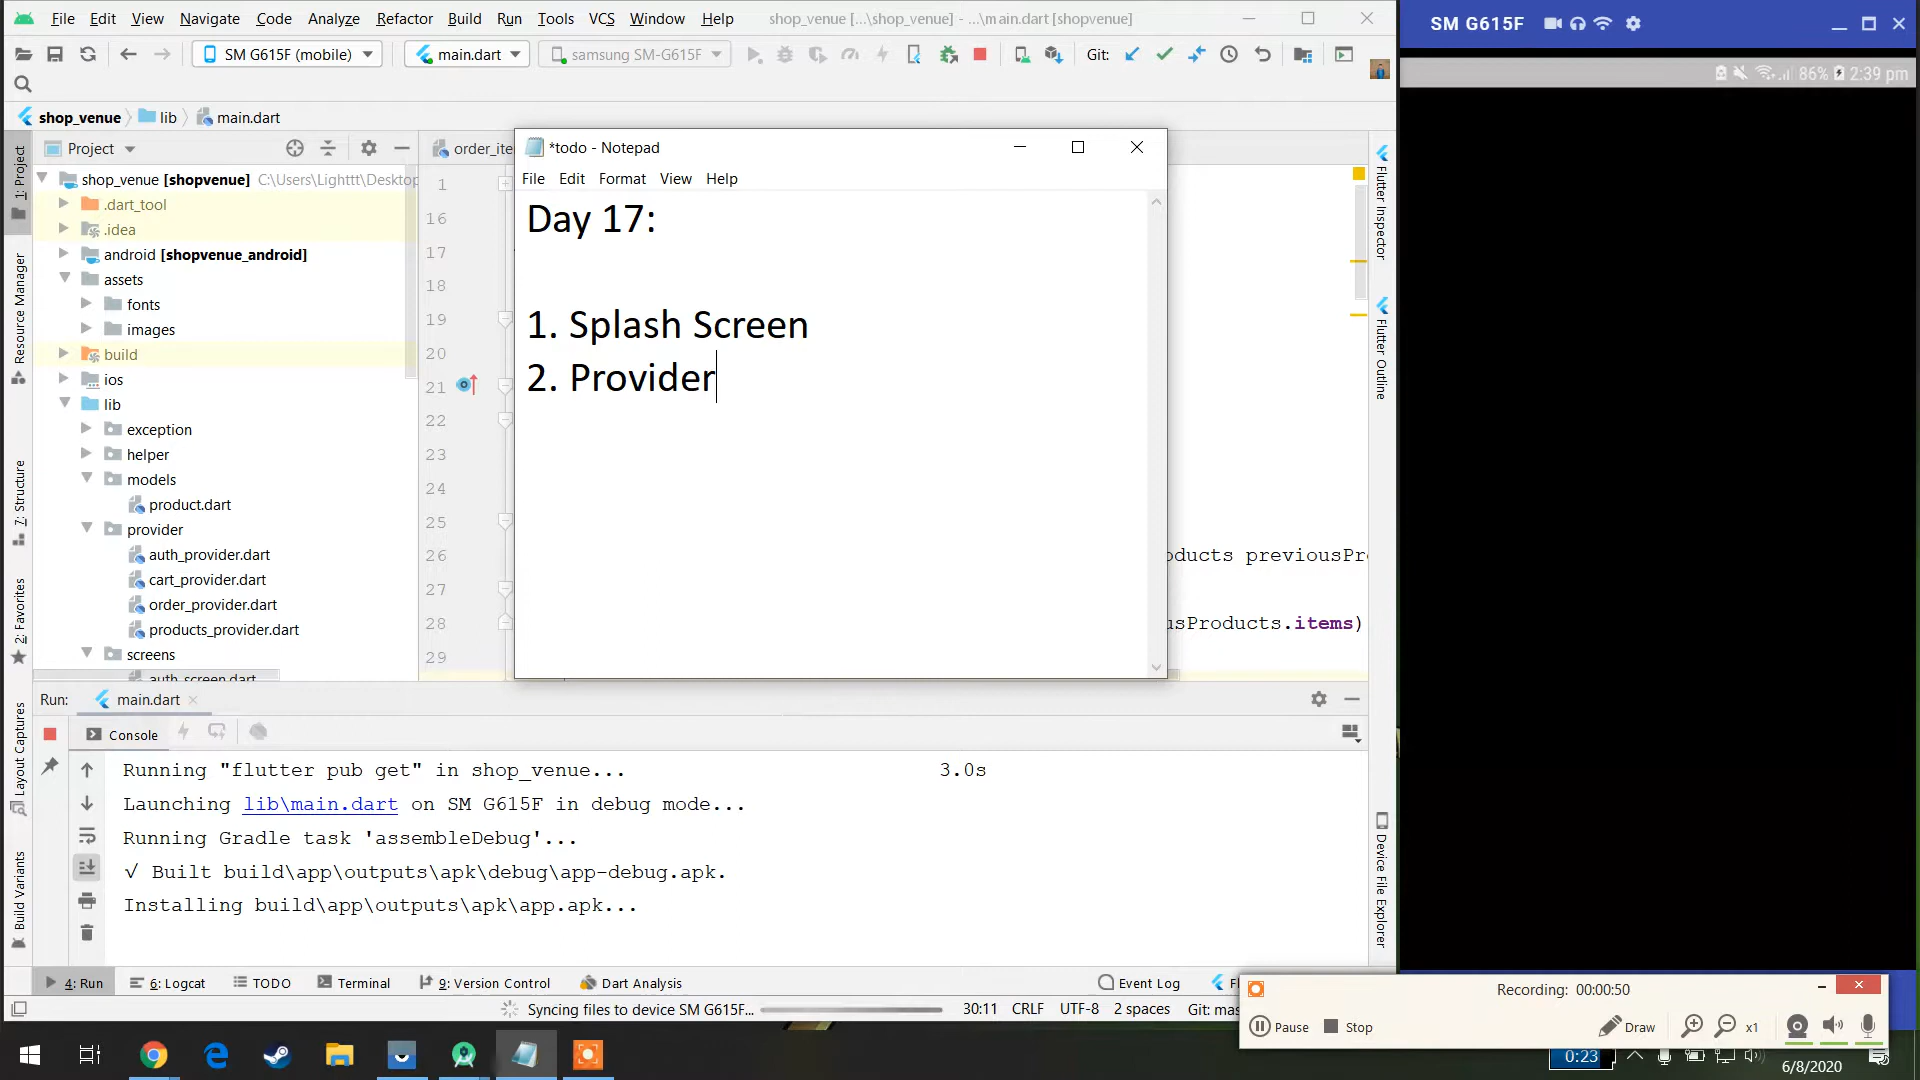 File Edit View Navigate Code Analyze Refactor Build Run Tools VCS Window Help shop_venue [...\shop_venue] - ...\main.dart [shopvenue]
SM G615F (mobile) main.dart samsung SM-G615F Git:
shop_venue lib main.dart
Project order_ite
shop_venue [shopvenue] C:\Users\Lighttt\Desktop
.dart_tool
.idea
android [shopvenue_android]
assets
fonts
images
build
ios
lib
exception
helper
models
product.dart
provider
auth_provider.dart
cart_provider.dart
order_provider.dart
products_provider.dart
screens
auth_screen.dart
1: Project
Resource Manager
7: Structure
2: Favorites
Layout Captures
Build Variants
1
16
17
18
19
20
21
22
23
24
25
26
27
28
29
*todo - Notepad
File Edit Format View Help
Day 17:
1. Splash Screen
2. Provider
oducts previousPr
usProducts.items)
Flutter Inspector
Flutter Outline
Device File Explorer
Run: main.dart
Console
Running "flutter pub get" in shop_venue... 3.0s
Launching lib\main.dart on SM G615F in debug mode...
Running Gradle task 'assembleDebug'...
√ Built build\app\outputs\apk\debug\app-debug.apk.
Installing build\app\outputs\apk\app.apk...
4: Run 6: Logcat TODO Terminal 9: Version Control Dart Analysis Event Log Fl
Syncing files to device SM G615F... 30:11 CRLF UTF-8 2 spaces Git: mas
SM G615F
86% 2:39 pm
Recording: 00:00:50
Pause Stop Draw x1
0:23
6/8/2020